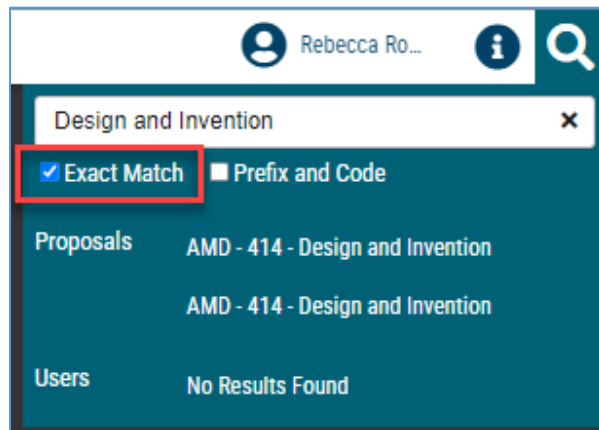 Rebecca Ro...
Design and Invention
Exact Match Prefix and Code
Proposals AMD - 414 - Design and Invention
AMD - 414 - Design and Invention
Users No Results Found